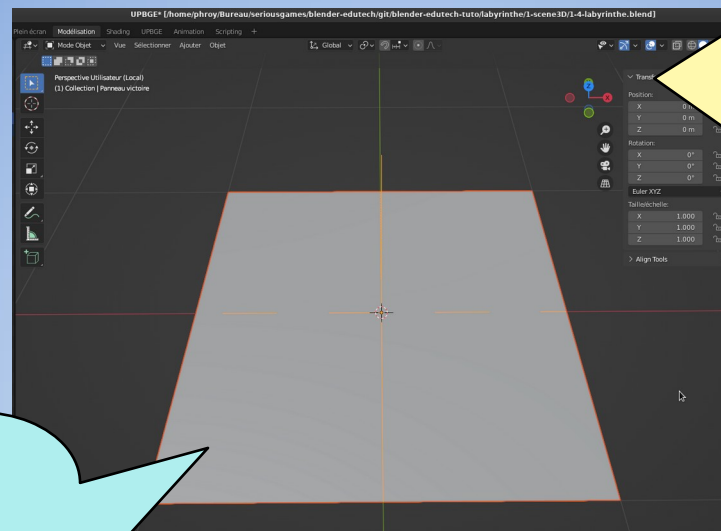 UPBGE* [/home/phroy/Bureau/seriousgames/blender-edutech/git/blender-edutech-tuto/labyrinthe/1-scene3D/1-4-labyrinthe.blend]
Plein écran Modélisation Shading UPBGE Animation Scripting +
Mode Objet Vue Sélectionner Ajouter Objet Global
Perspective Utilisateur (Local)
(1) Collection | Panneau victoire
Z
X
Position:
X 0 m
Y 0 m
Z 0 m
Rotation:
X 0°
Y 0°
Z 0°
Euler XYZ
Taille/échelle:
X 1.000
Y 1.000
Z 1.000
Align Tools